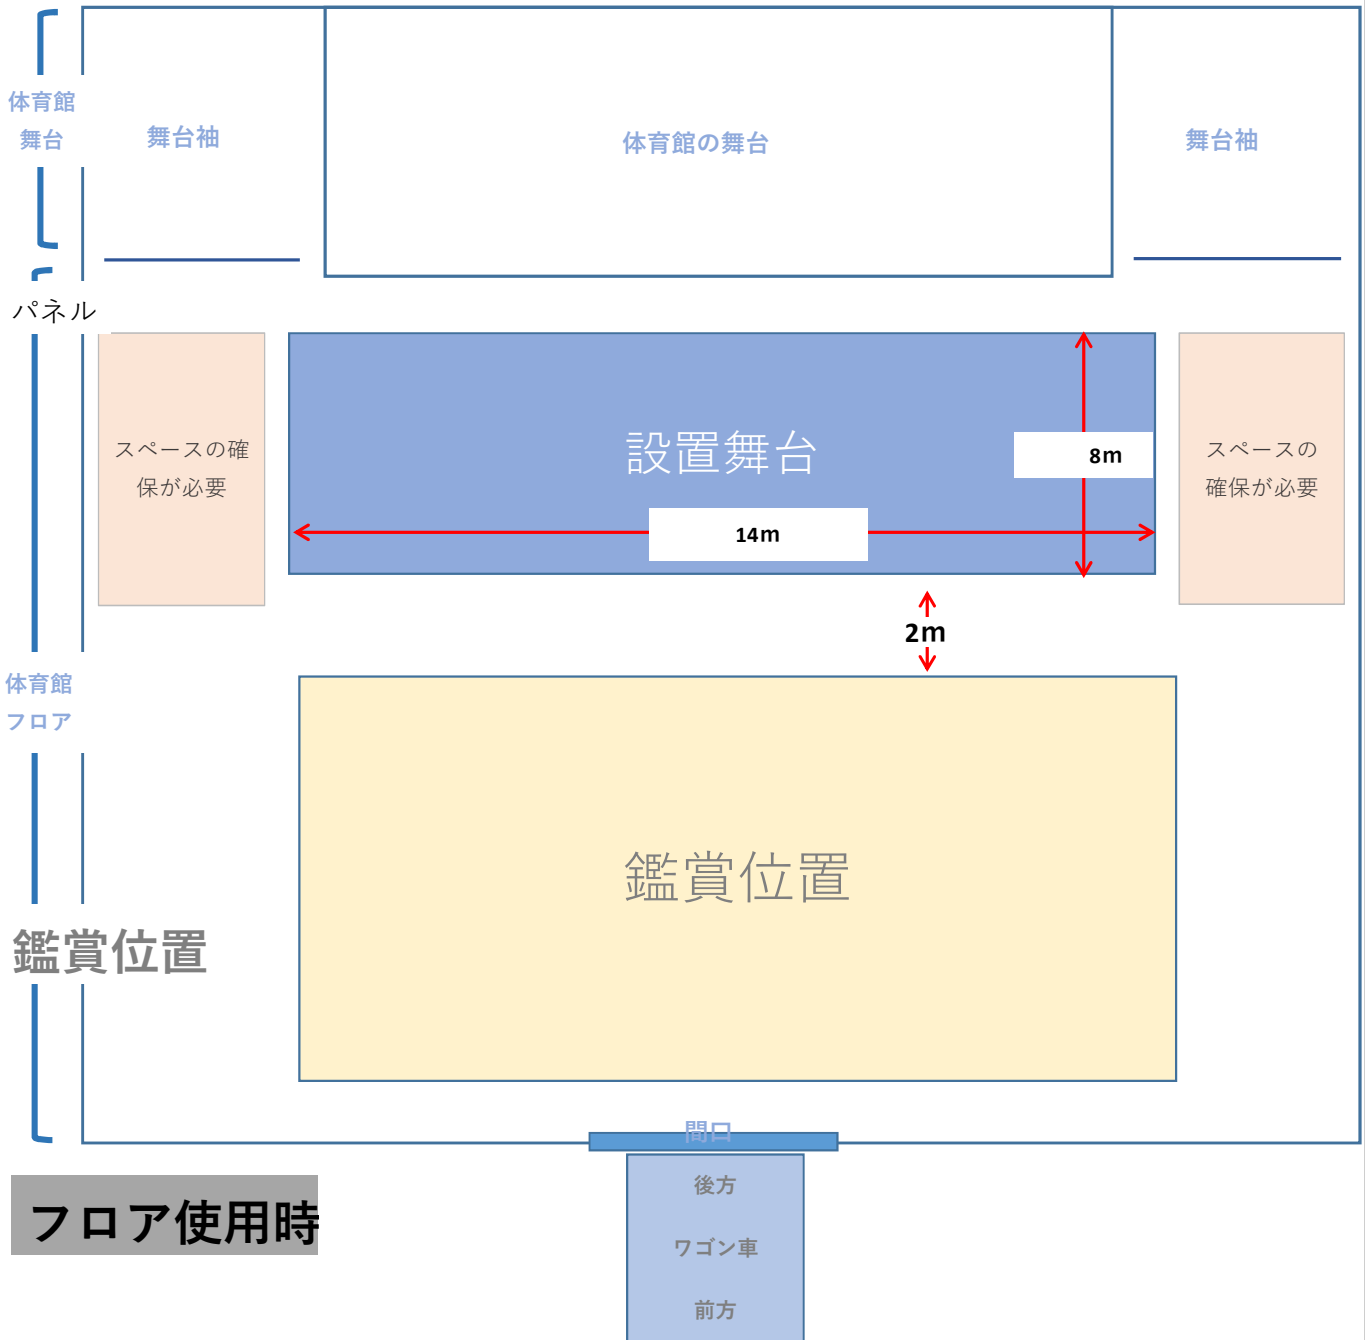 体育館
舞台
舞台袖
体育館の舞台
舞台袖
パネル
スペースの確
保が必要
設置舞台
8m
14m
スペースの
確保が必要
2m
体育館
フロア
鑑賞位置
鑑賞位置
間口
後方
ワゴン車
前方
フロア使用時